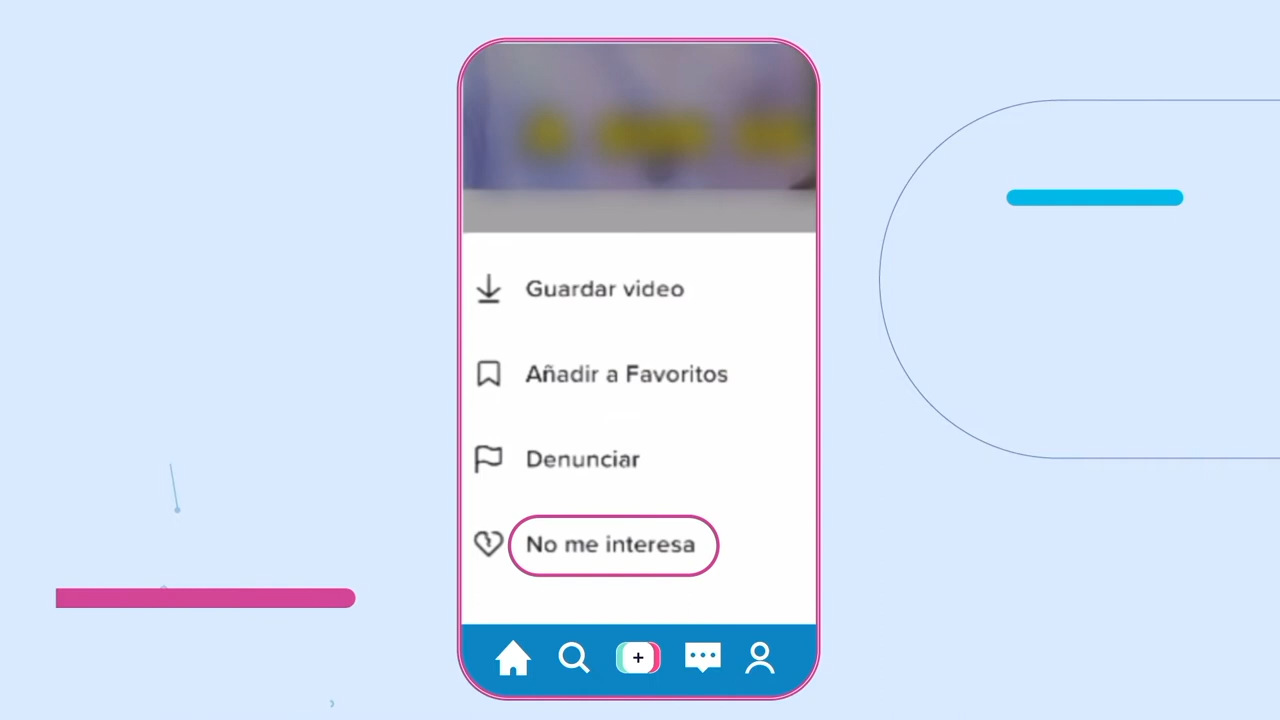 Guardar video
Añadir a Favoritos
Denunciar
No me interesa